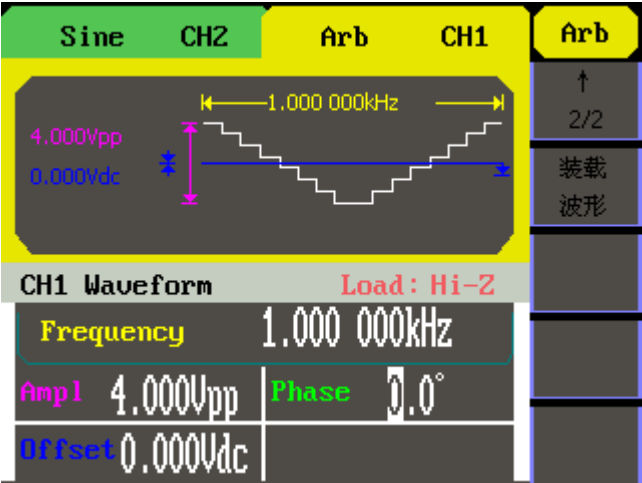 Sine CH2 Arb CH1 Arb
↑
2/2
装载
波形
1.000 000kHz
4.000Vpp
0.000Vdc
CH1 Waveform Load: Hi-Z
Frequency 1.000 000kHz
Ampl 4.000Vpp Phase 0.0°
Offset 0.000Vdc